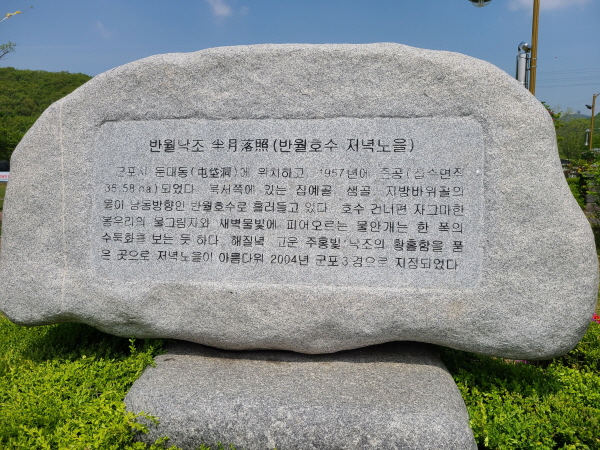 반월낙조 半月落照(반월호수 저녁노을)
군포시 둔대동(屯垈洞)에 위치하고, 1957년에 준공(집수면적
36.58 ha)되었다. 북서쪽에 있는 집예골 샘골 지방바위골의
물이 남동방향인 반월호수로 흘러들고 있다. 호수 건너편 자그마한
봉우리의 물그림자와 새벽물빛에 피어오르는 물안개는 한 폭의
수묵화를 보는 듯 하다. 해질녘 고운 주홍빛 낙조의 황홀함을 품
은 곳으로 저녁노을이 아름다워 2004년 군포3경으로 지정되었다